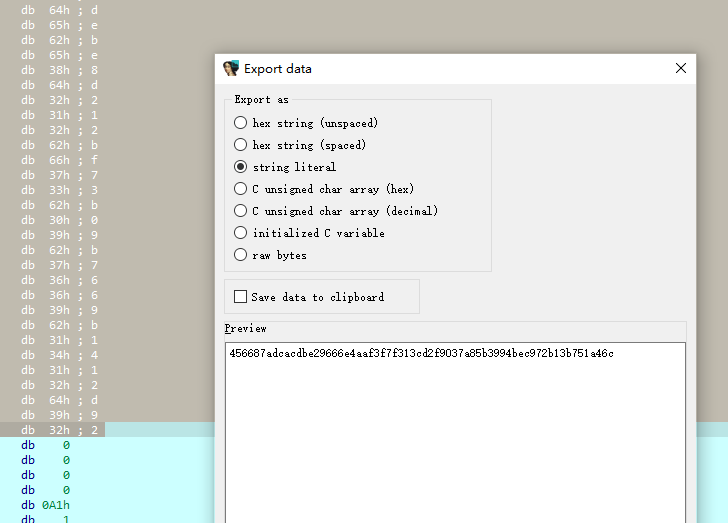 db 64h ; d
db 65h ; e
db 62h ; b
db 65h ; e
db 38h ; 8
db 64h ; d
db 32h ; 2
db 31h ; 1
db 32h ; 2
db 62h ; b
db 66h ; f
db 37h ; 7
db 33h ; 3
db 62h ; b
db 30h ; 0
db 39h ; 9
db 62h ; b
db 37h ; 7
db 36h ; 6
db 36h ; 6
db 39h ; 9
db 62h ; b
db 31h ; 1
db 34h ; 4
db 31h ; 1
db 32h ; 2
db 64h ; d
db 39h ; 9
db 32h ; 2
db 0
db 0
db 0
db 0
db 0A1h
db 1
Export data
Export as
hex string (unspaced)
hex string (spaced)
string literal
C unsigned char array (hex)
C unsigned char array (decimal)
initialized C variable
raw bytes
Save data to clipboard
Preview
456687adcacdbe29666e4aaf3f7f313cd2f9037a85b3994bec972b13b751a46c